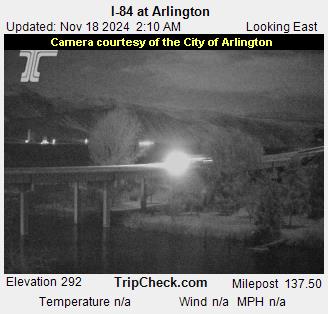 I-84 at Arlington
Updated: Nov 18 2024 2:10 AM Looking East
Camera courtesy of the City of Arlington
Elevation 292 TripCheck.com Milepost 137.50
Temperature n/a Wind n/a MPH n/a